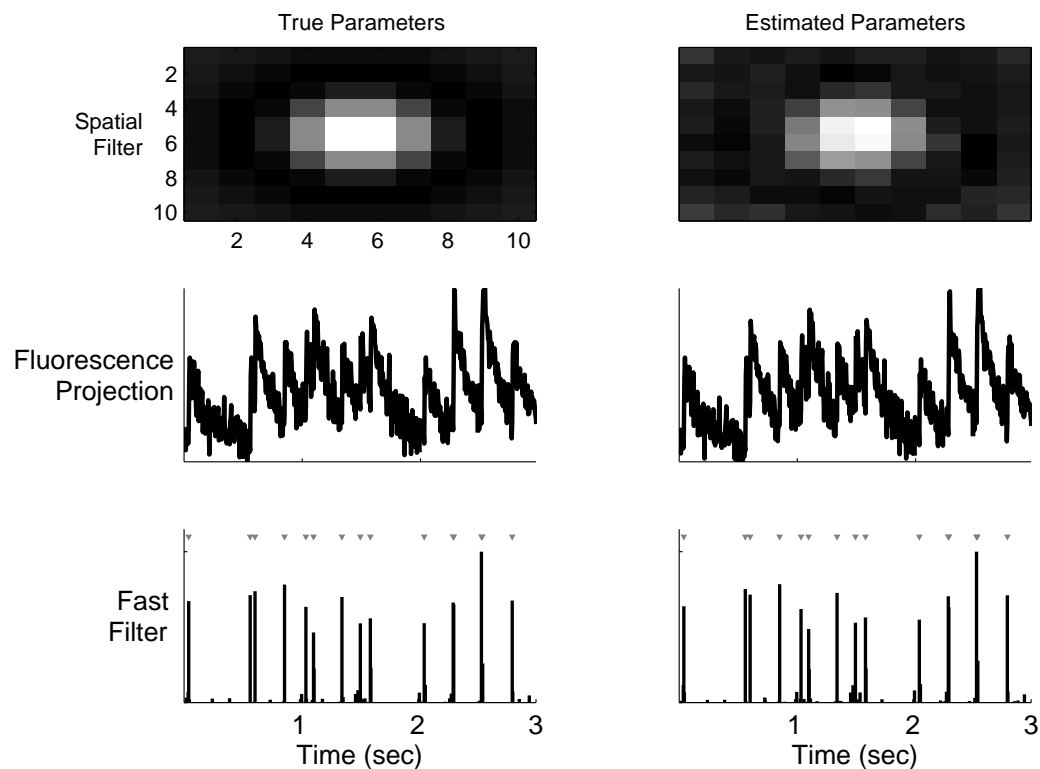 True Parameters
Estimated Parameters
Spatial
Filter
2
4
6
8
10
2
4
6
8
10
Fluorescence
Projection
Fast
Filter
1
2
3
Time (sec)
1
2
3
Time (sec)